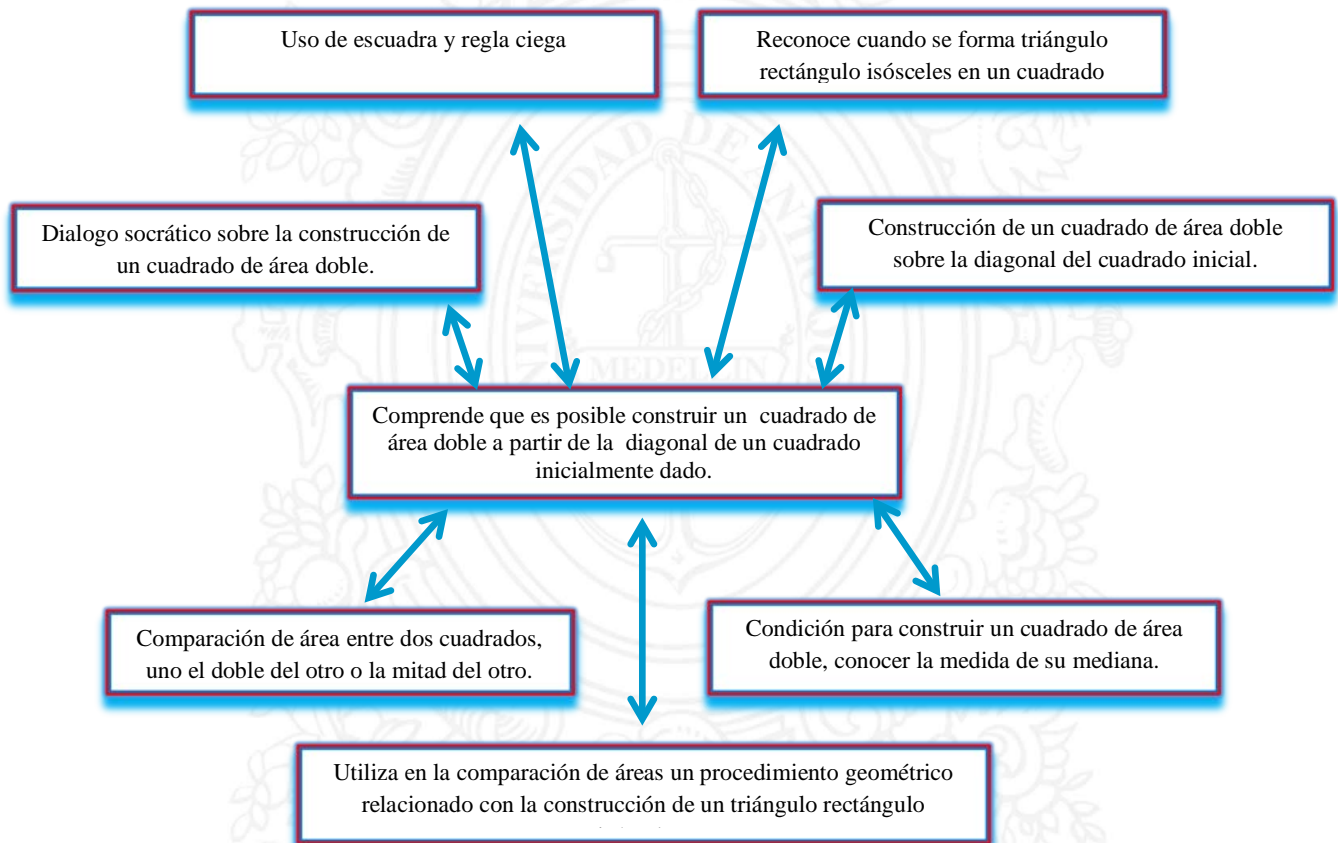 Uso de escuadra y regla ciega
Reconoce cuando se forma triángulo
rectángulo isósceles en un cuadrado
Dialogo socrático sobre la construcción de
un cuadrado de área doble.
Construcción de un cuadrado de área doble
sobre la diagonal del cuadrado inicial.
MEDELLIN
Comprende que es posible construir un cuadrado de
área doble a partir de la diagonal de un cuadrado
inicialmente dado.
Comparación de área entre dos cuadrados,
uno el doble del otro o la mitad del otro.
Condición para construir un cuadrado de área
doble, conocer la medida de su mediana.
Utiliza en la comparación de áreas un procedimiento geométrico
relacionado con la construcción de un triángulo rectángulo